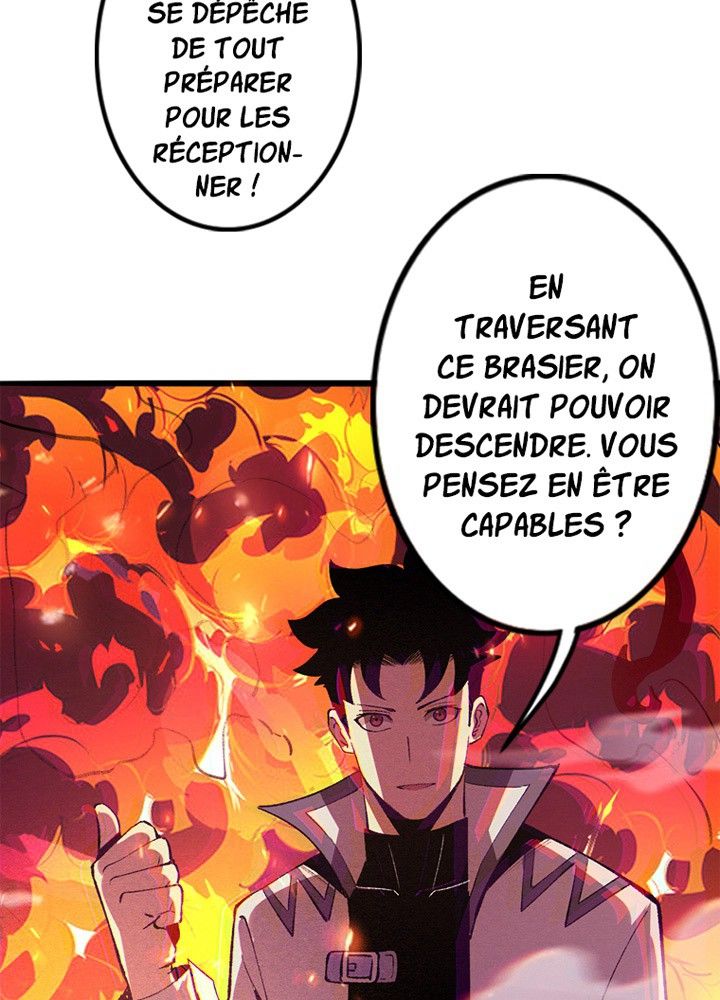 SE DÉPÊCHE
DE TOUT
PRÉPARER
POUR LES
RÉCEPTION-
NER !
EN
TRAVERSANT
CE BRASIER, ON
DEVRAIT POUVOIR
DESCENDRE. VOUS
PENSEZ EN ÊTRE
CAPABLES ?